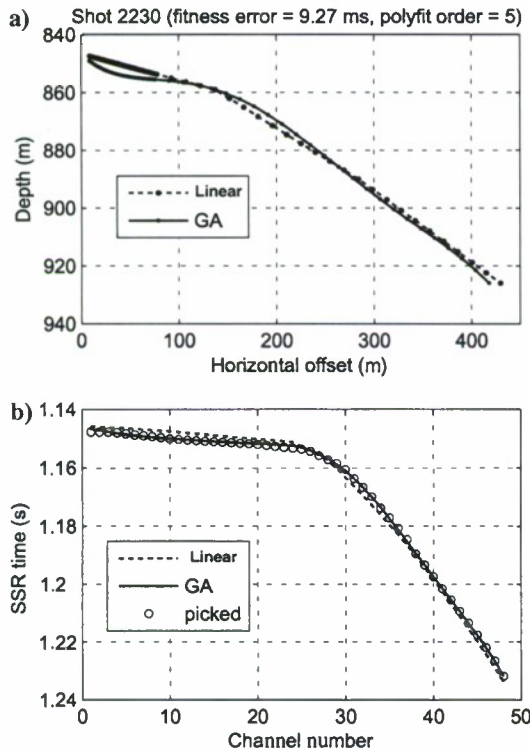 a) Shot 2230 (fitness error = 9.27 ms, polyfit order = 5)
840
860
880
900
920
940
Depth (m)
Linear
GA
0 100 200 300 400
Horizontal offset (m)
b) 1.14
1.16
1.18
1.2
1.22
1.24
SSR time (s)
Linear
GA
picked
0 10 20 30 40 50
Channel number